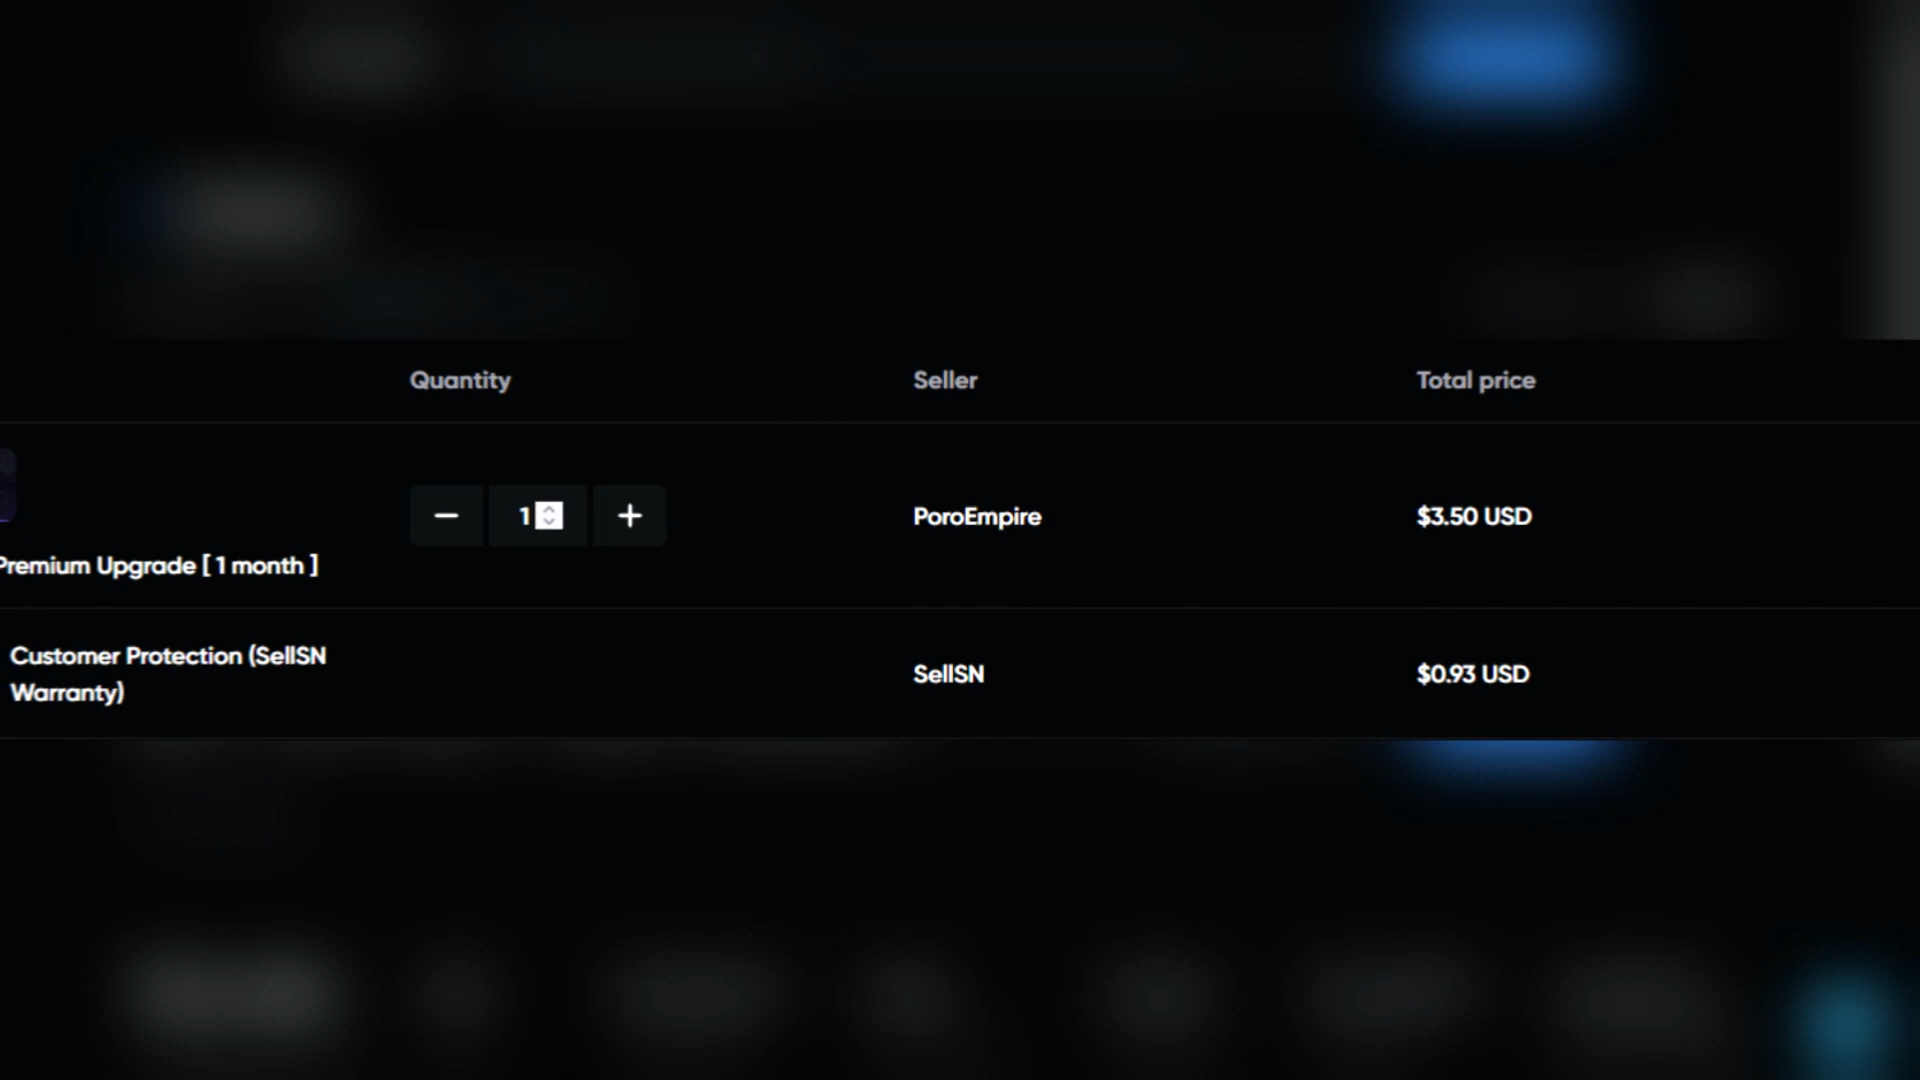 Quantity Seller Total price
1 PoroEmpire $3.50 USD
Premium Upgrade [ 1 month ]
Customer Protection (SellSN
Warranty)
SellSN $0.93 USD